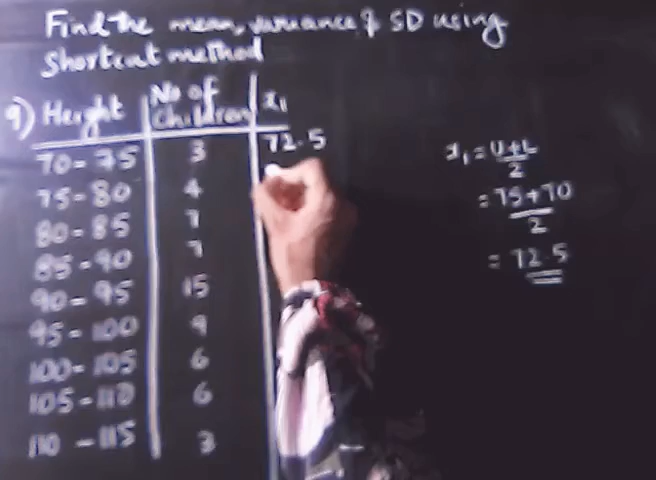 Find the mean, variance & SD using
Shortcut method
9) Height No of Children x₁
70-75 3 72.5
75-80 4
80-85 7
85-90 7
90-95 15
95-100 9
100-105 6
105-110 6
110-115 3
x₁ = U+L/2
= 75+70/2
= 72.5